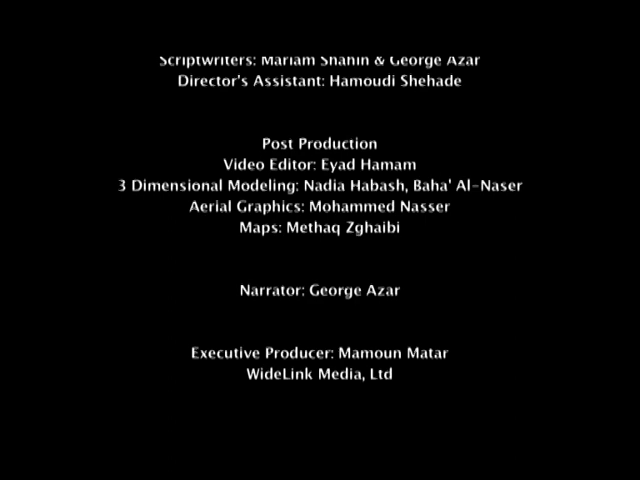 Scriptwriters: Mariam Shahin & George Azar
Director's Assistant: Hamoudi Shehade
Post Production
Video Editor: Eyad Hamam
3 Dimensional Modeling: Nadia Habash, Baha' Al-Naser
Aerial Graphics: Mohammed Nasser
Maps: Methaq Zghaibi
Narrator: George Azar
Executive Producer: Mamoun Matar
WideLink Media, Ltd